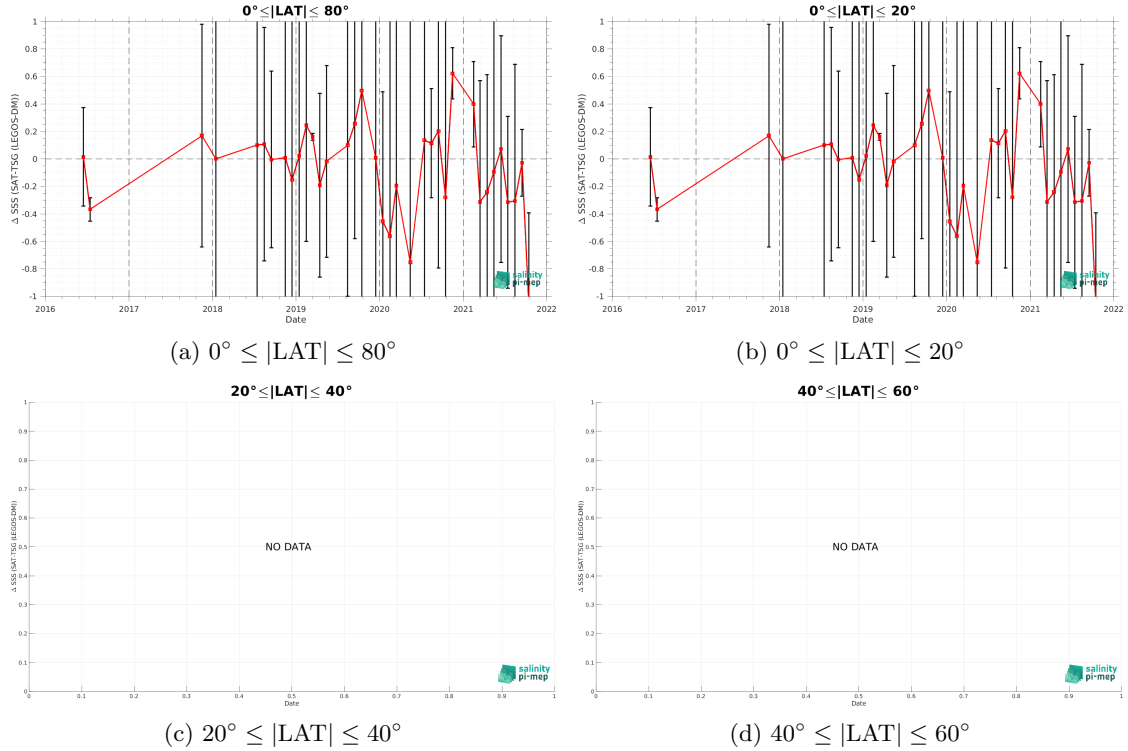 0°≤|LAT|≤ 80°
Δ SSS (SAT-TSG (LEGOS-DM))
1
0.8
0.6
0.4
0.2
0
-0.2
-0.4
-0.6
-0.8
-1
2016 2017 2018 2019 2020 2021 2022
Date
salinity
pi-mep
(a) 0° ≤ |LAT| ≤ 80°
0°≤|LAT|≤ 20°
Δ SSS (SAT-TSG (LEGOS-DM))
1
0.8
0.6
0.4
0.2
0
-0.2
-0.4
-0.6
-0.8
-1
2016 2017 2018 2019 2020 2021 2022
Date
salinity
pi-mep
(b) 0° ≤ |LAT| ≤ 20°
20°≤|LAT|≤ 40°
Δ SSS (SAT-TSG (LEGOS-DM))
1
0.9
0.8
0.7
0.6
0.5
0.4
0.3
0.2
0.1
0
NO DATA
0 0.1 0.2 0.3 0.4 0.5 0.6 0.7 0.8 0.9 1
Date
salinity
pi-mep
(c) 20° ≤ |LAT| ≤ 40°
40°≤|LAT|≤ 60°
Δ SSS (SAT-TSG (LEGOS-DM))
1
0.9
0.8
0.7
0.6
0.5
0.4
0.3
0.2
0.1
0
NO DATA
0 0.1 0.2 0.3 0.4 0.5 0.6 0.7 0.8 0.9 1
Date
salinity
pi-mep
(d) 40° ≤ |LAT| ≤ 60°